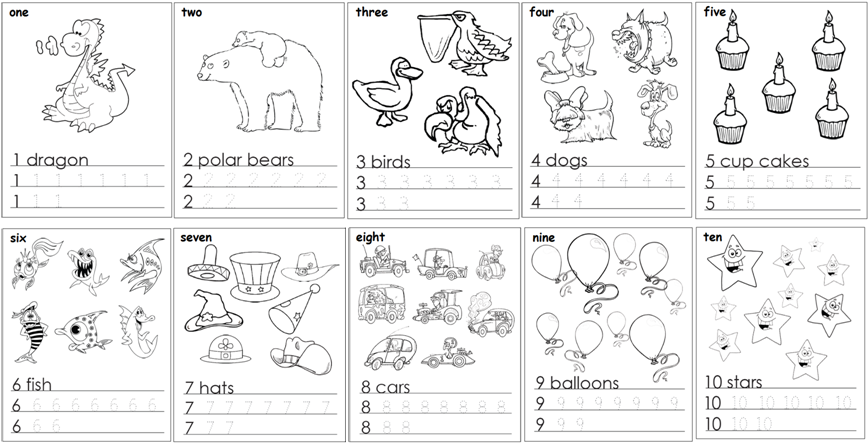 one
1 dragon
1 1 1 1 1 1 1
1 1 1
two
2 polar bears
2 2 2 2 2 2 2
2 2 2
three
3 birds
3 3 3 3 3 3 3
3 3 3
four
4 dogs
4 4 4 4 4 4 4
4 4 4
five
5 cup cakes
5 5 5 5 5 5 5 5
5 5 5
six
6 fish
6 6 6 6 6 6 6 6
6 6 6
seven
7 hats
7 7 7 7 7 7 7 7
7 7 7
eight
8 cars
8 8 8 8 8 8 8 8
8 8 8
nine
9 balloons
9 9 9 9 9 9 9 9
9 9 9
ten
10 stars
10 10 10 10 10 10
10 10 10